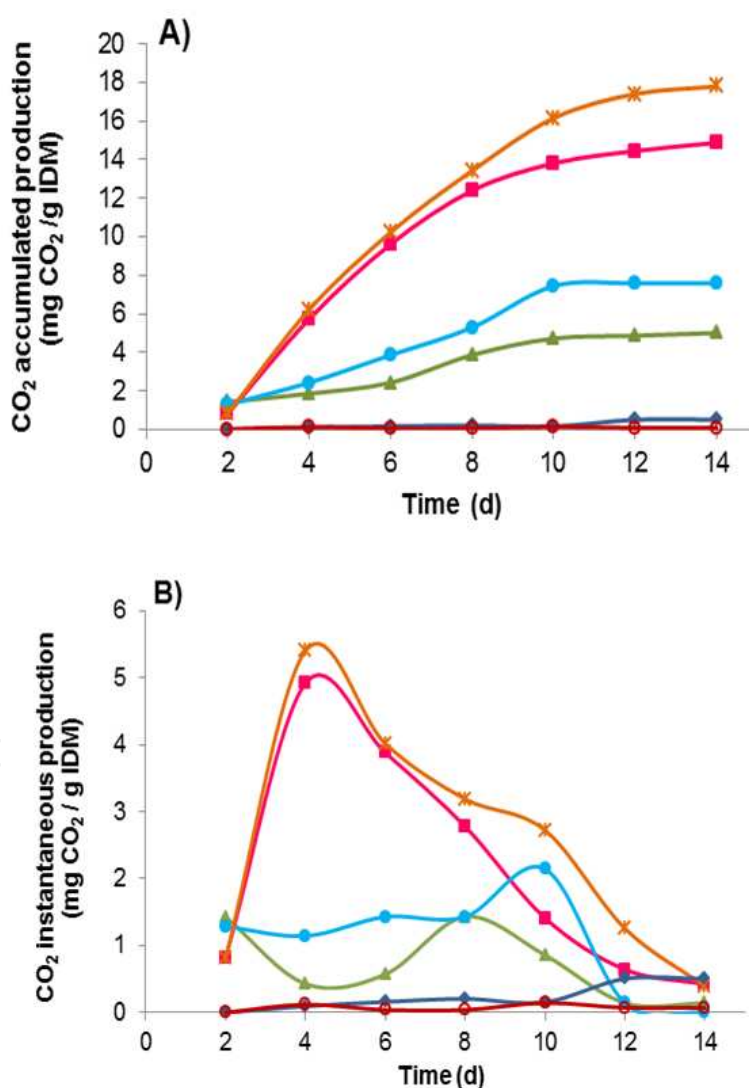 A)
CO₂ accumulated production
(mg CO₂ /g IDM)
20
18
16
14
12
10
8
6
4
2
0
0 2 4 6 8 10 12 14
Time (d)
B)
CO₂ instantaneous production
(mg CO₂ / g IDM)
6
5
4
3
2
1
0
0 2 4 6 8 10 12 14
Time (d)